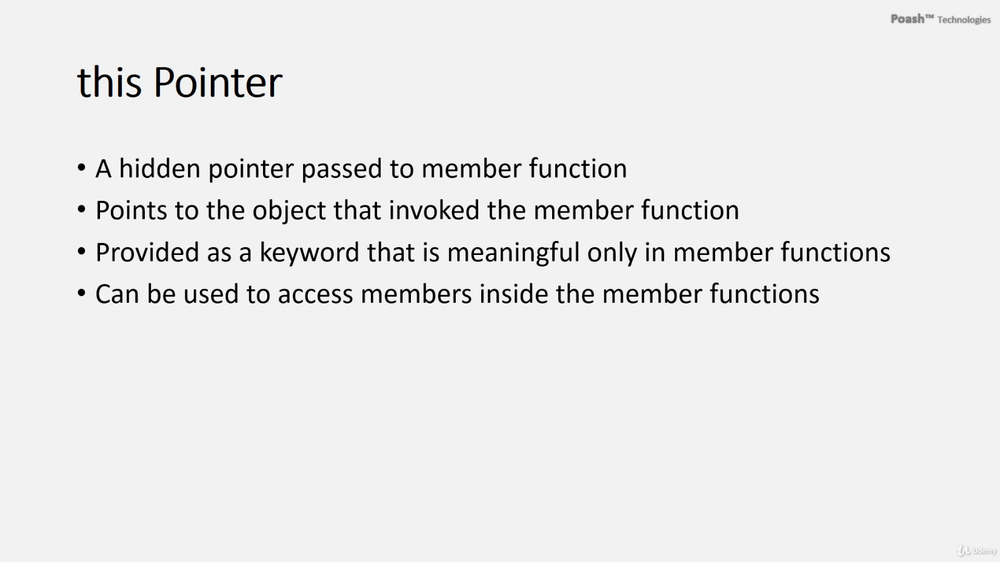 Poash™ Technologies
this Pointer
• A hidden pointer passed to member function
• Points to the object that invoked the member function
• Provided as a keyword that is meaningful only in member functions
• Can be used to access members inside the member functions
Udemy